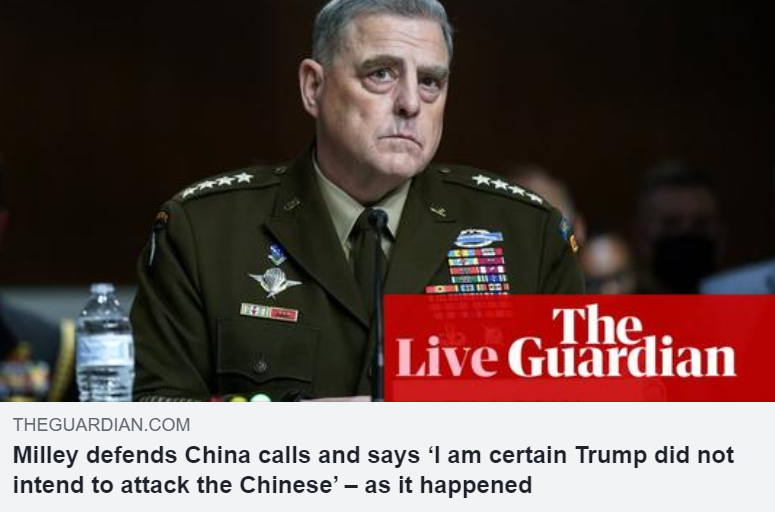 The
Live Guardian
THEGUARDIAN.COM
Milley defends China calls and says ‘I am certain Trump did not
intend to attack the Chinese’ – as it happened